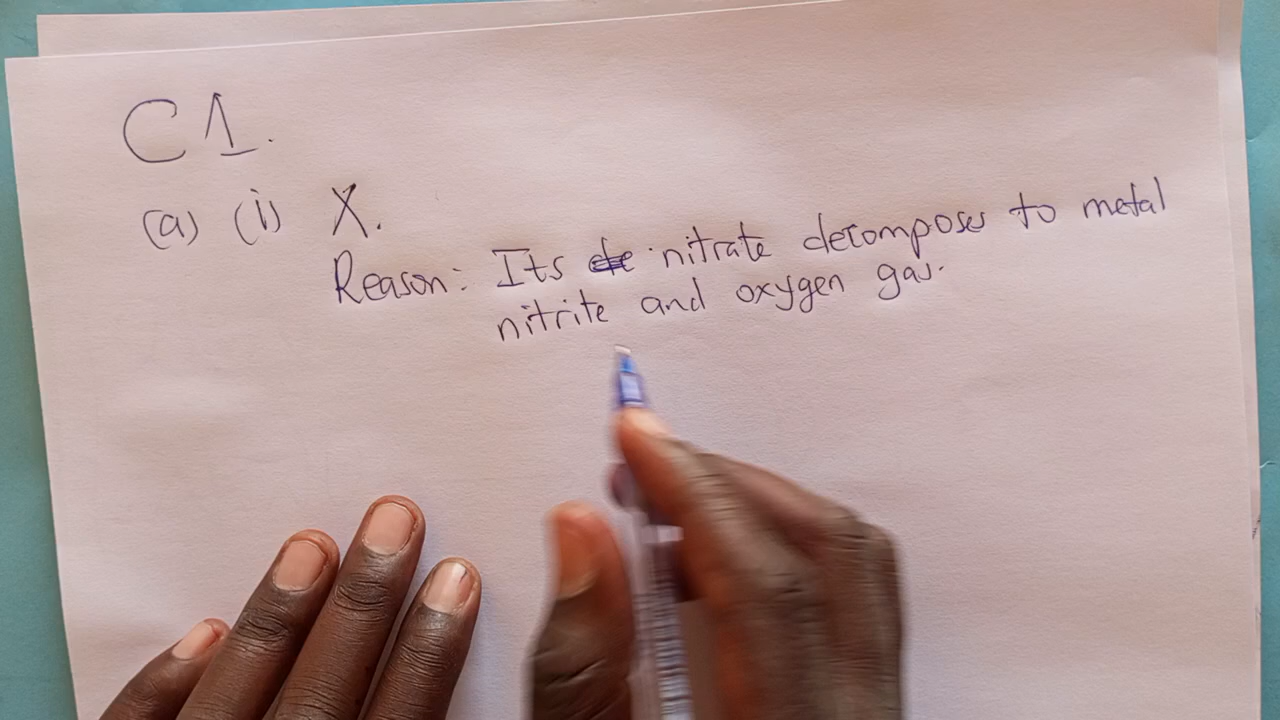 C1.
(a) (i) X.
Reason: Its nitrate decomposes to metal
nitrite and oxygen gas.